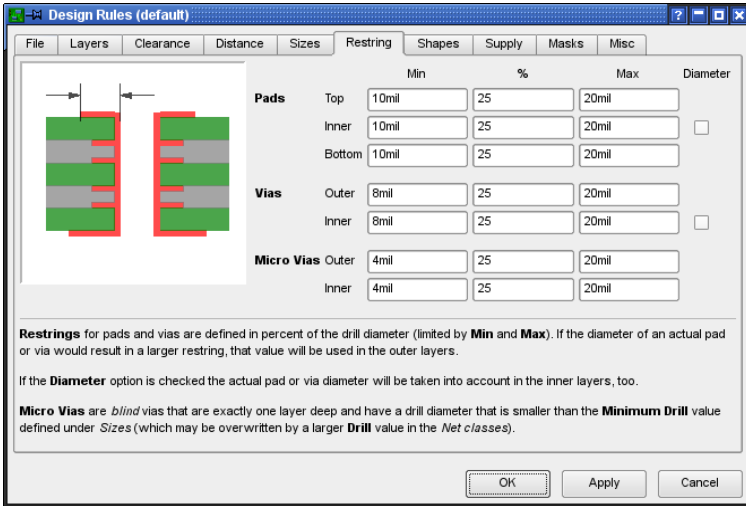 Design Rules (default)
File Layers Clearance Distance Sizes Restring Shapes Supply Masks Misc
Min % Max Diameter
Pads Top 10mil 25 20mil
Inner 10mil 25 20mil
Bottom 10mil 25 20mil
Vias Outer 8mil 25 20mil
Inner 8mil 25 20mil
Micro Vias Outer 4mil 25 20mil
Inner 4mil 25 20mil
Restrings for pads and vias are defined in percent of the drill diameter (limited by Min and Max). If the diameter of an actual pad
or via would result in a larger restring, that value will be used in the outer layers.
If the Diameter option is checked the actual pad or via diameter will be taken into account in the inner layers, too.
Micro Vias are blind vias that are exactly one layer deep and have a drill diameter that is smaller than the Minimum Drill value
defined under Sizes (which may be overwritten by a larger Drill value in the Net classes).
OK Apply Cancel